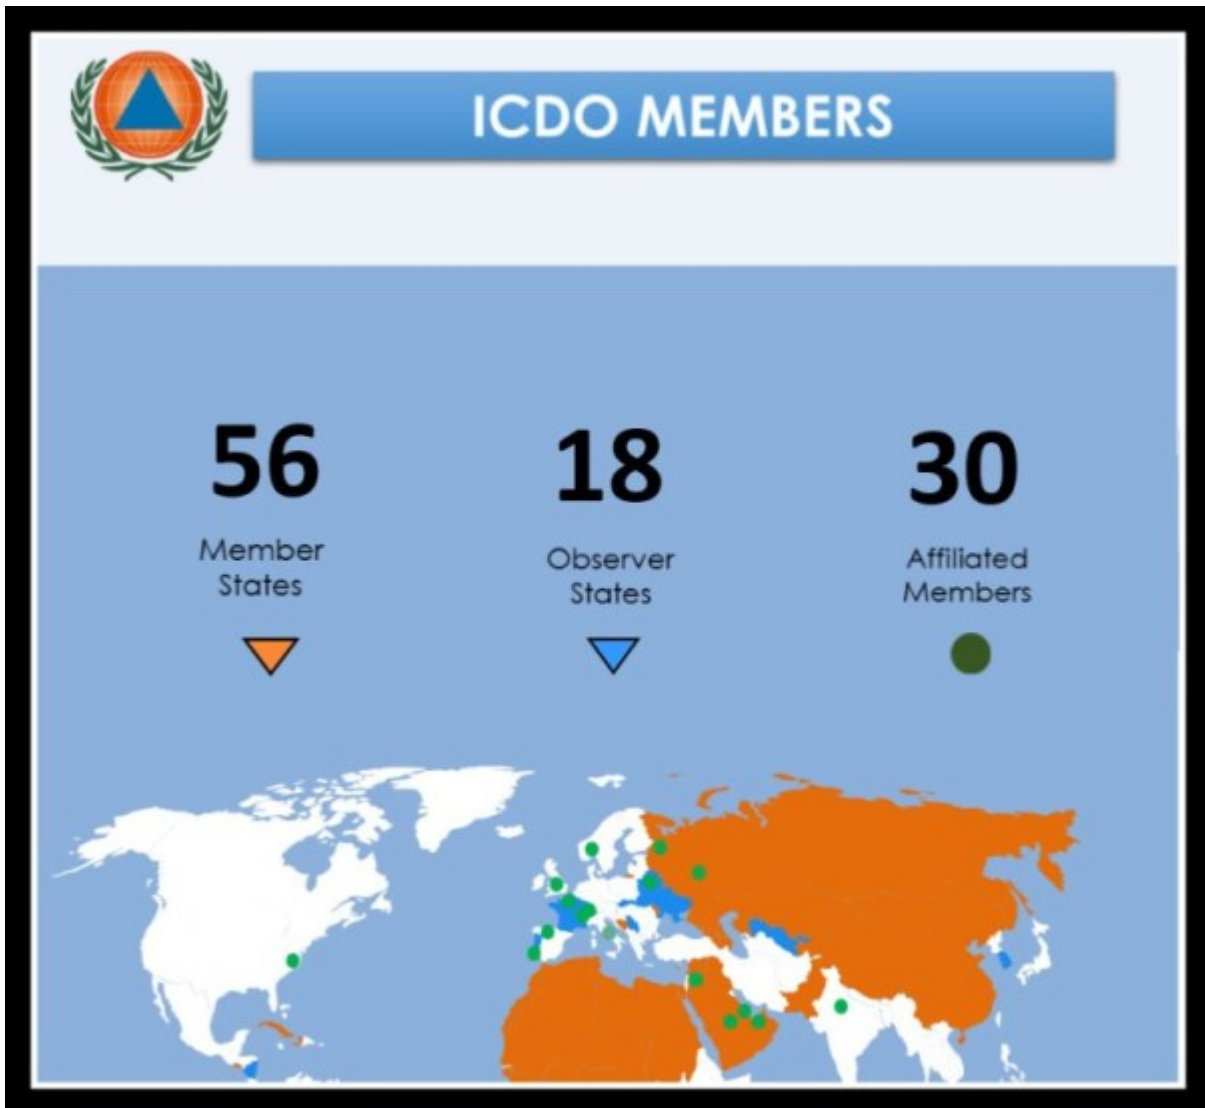 ICDO MEMBERS
56
Member
States
18
Observer
States
30
Affiliated
Members